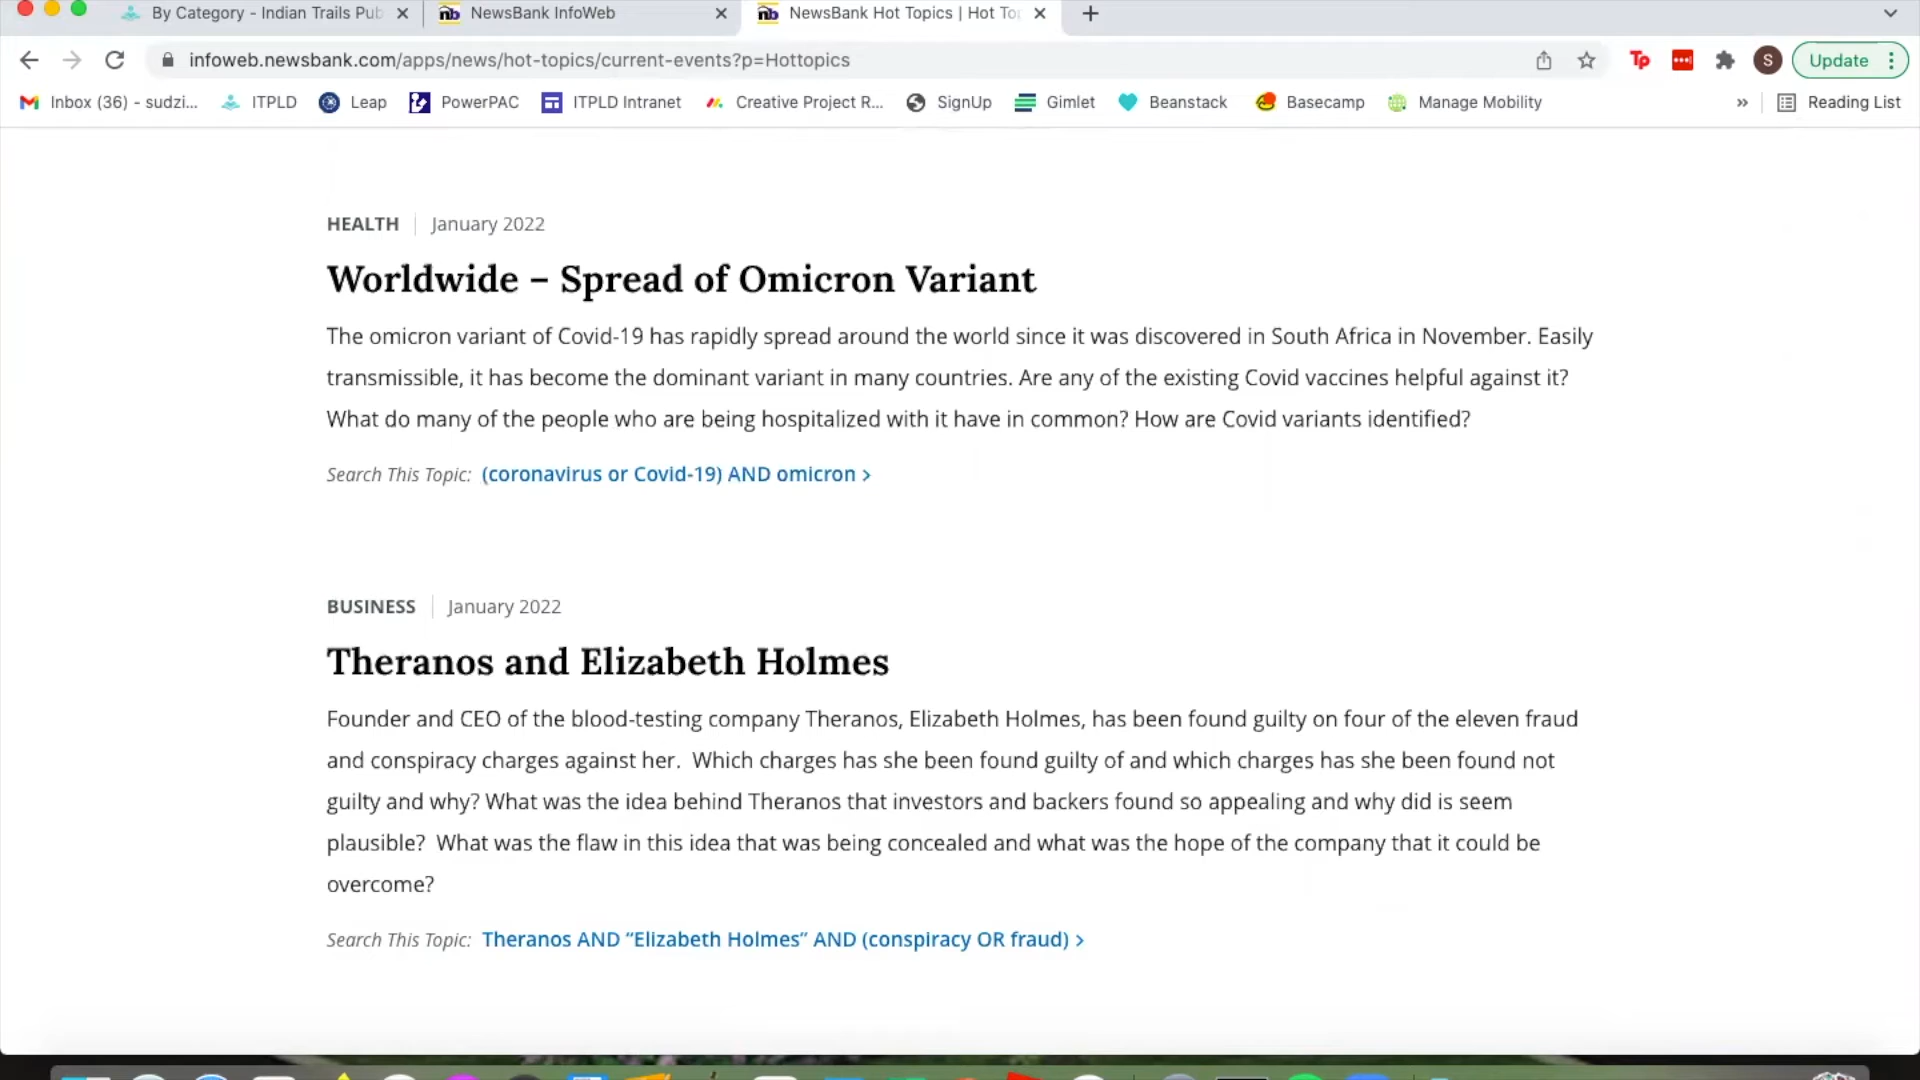 By Category - Indian Trails Pub
NewsBank InfoWeb
NewsBank Hot Topics | Hot To
infoweb.newsbank.com/apps/news/hot-topics/current-events?p=Hottopics
Tp
S
Update
Inbox (36) - sudzi...
ITPLD
Leap
PowerPAC
ITPLD Intranet
Creative Project R...
SignUp
Gimlet
Beanstack
Basecamp
Manage Mobility
»
Reading List
HEALTH | January 2022
Worldwide – Spread of Omicron Variant
The omicron variant of Covid-19 has rapidly spread around the world since it was discovered in South Africa in November. Easily
transmissible, it has become the dominant variant in many countries. Are any of the existing Covid vaccines helpful against it?
What do many of the people who are being hospitalized with it have in common? How are Covid variants identified?
Search This Topic: (coronavirus or Covid-19) AND omicron >
BUSINESS | January 2022
Theranos and Elizabeth Holmes
Founder and CEO of the blood-testing company Theranos, Elizabeth Holmes, has been found guilty on four of the eleven fraud
and conspiracy charges against her.  Which charges has she been found guilty of and which charges has she been found not
guilty and why? What was the idea behind Theranos that investors and backers found so appealing and why did is seem
plausible?  What was the flaw in this idea that was being concealed and what was the hope of the company that it could be
overcome?
Search This Topic: Theranos AND “Elizabeth Holmes” AND (conspiracy OR fraud) >